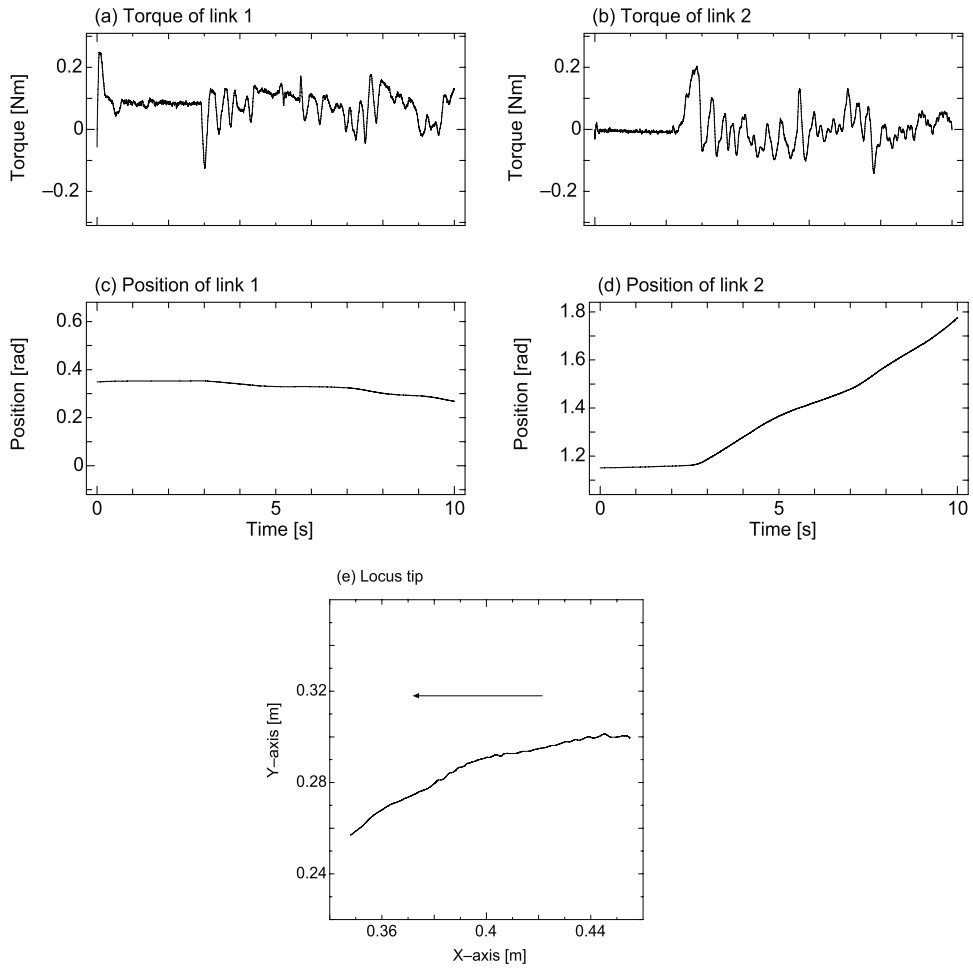 (a) Torque of link 1
(b) Torque of link 2
Torque [Nm]
0.2
0
–0.2
Torque [Nm]
0.2
0
–0.2
0
5
10
(c) Position of link 1
(d) Position of link 2
Position [rad]
0.6
0.4
0.2
0
0
5
10
Time [s]
Position [rad]
1.8
1.6
1.4
1.2
0
5
10
Time [s]
(e) Locus tip
Y–axis [m]
0.32
0.28
0.24
0.36
0.4
0.44
X–axis [m]